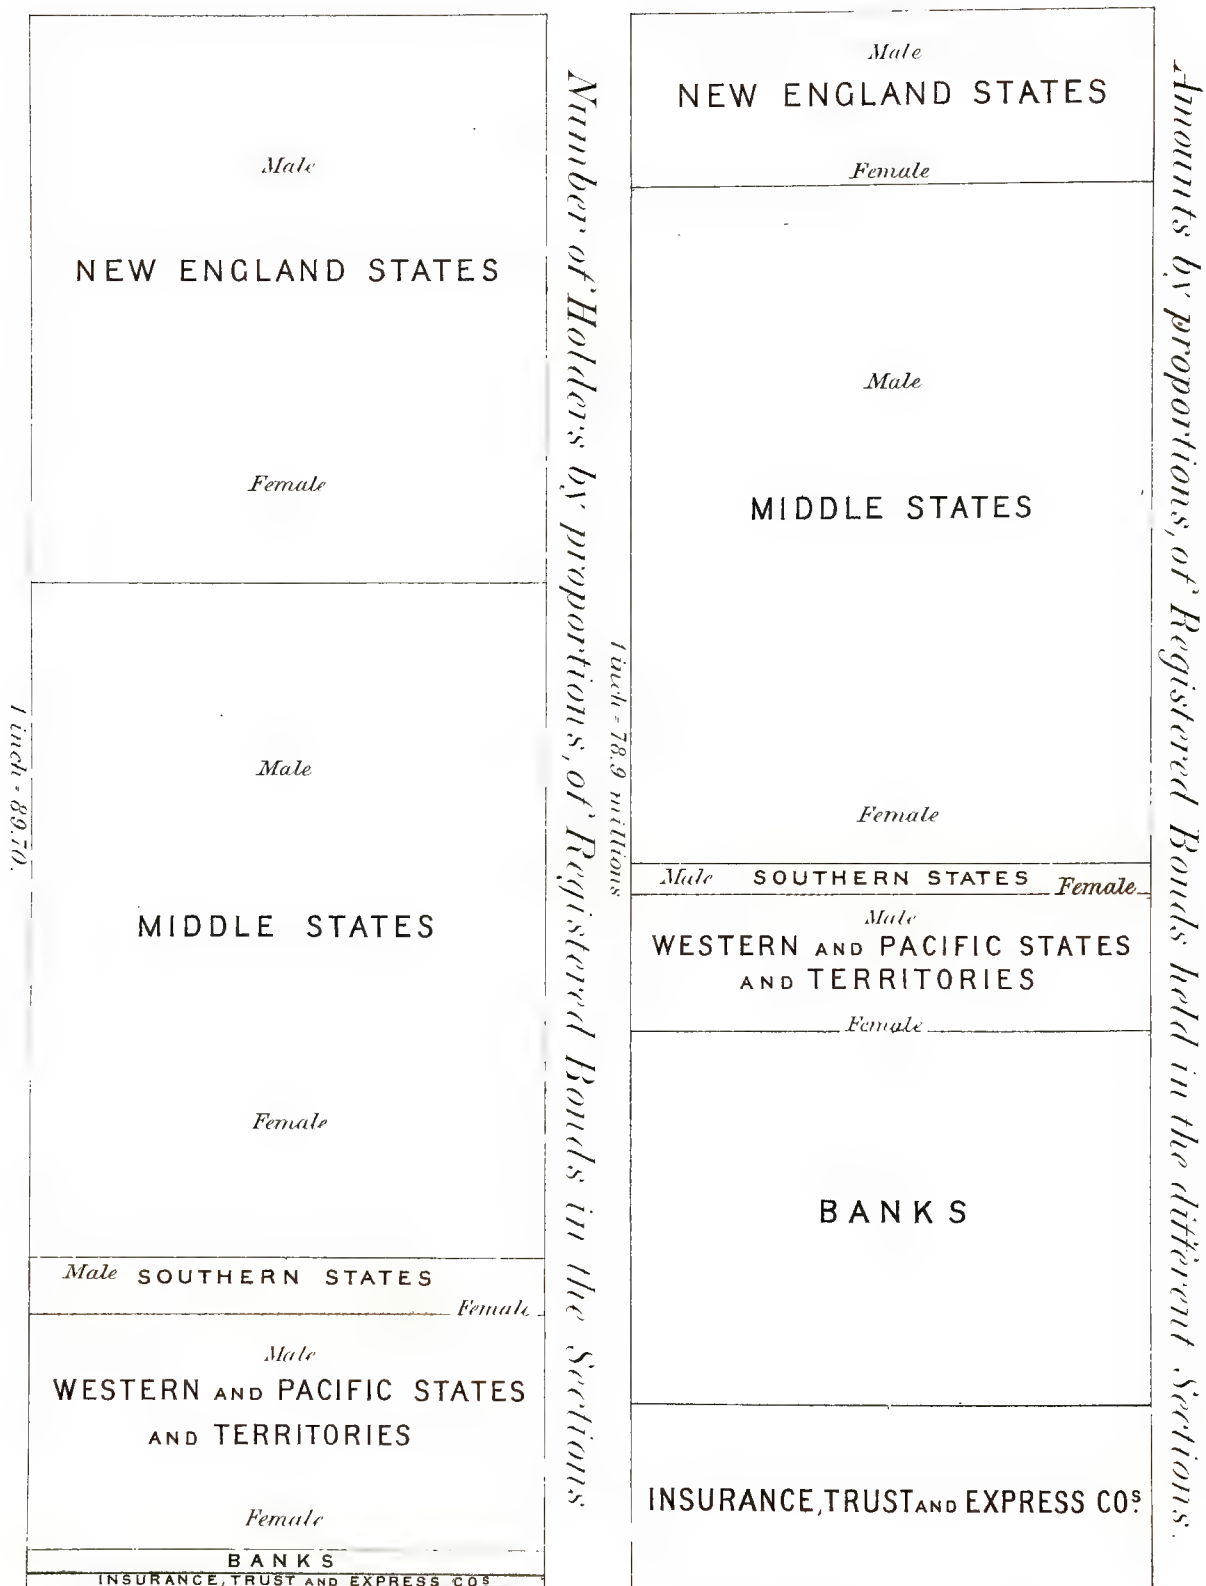 Male
NEW ENGLAND STATES
Female
Male
MIDDLE STATES
Female
Male SOUTHERN STATES
Female
Male
WESTERN AND PACIFIC STATES
AND TERRITORIES
Female
BANKS
INSURANCE, TRUST AND EXPRESS COS
1 inch = 89.70.
Number of Holders by proportions, of Registered Bonds in the Sections.
Male
NEW ENGLAND STATES
Female
Male
MIDDLE STATES
Female
Male SOUTHERN STATES Female
Male
WESTERN AND PACIFIC STATES
AND TERRITORIES
Female
BANKS
INSURANCE, TRUST AND EXPRESS COS.
1 inch = 78.9 millions
Amounts by proportions, of Registered Bonds held in the different Sections.